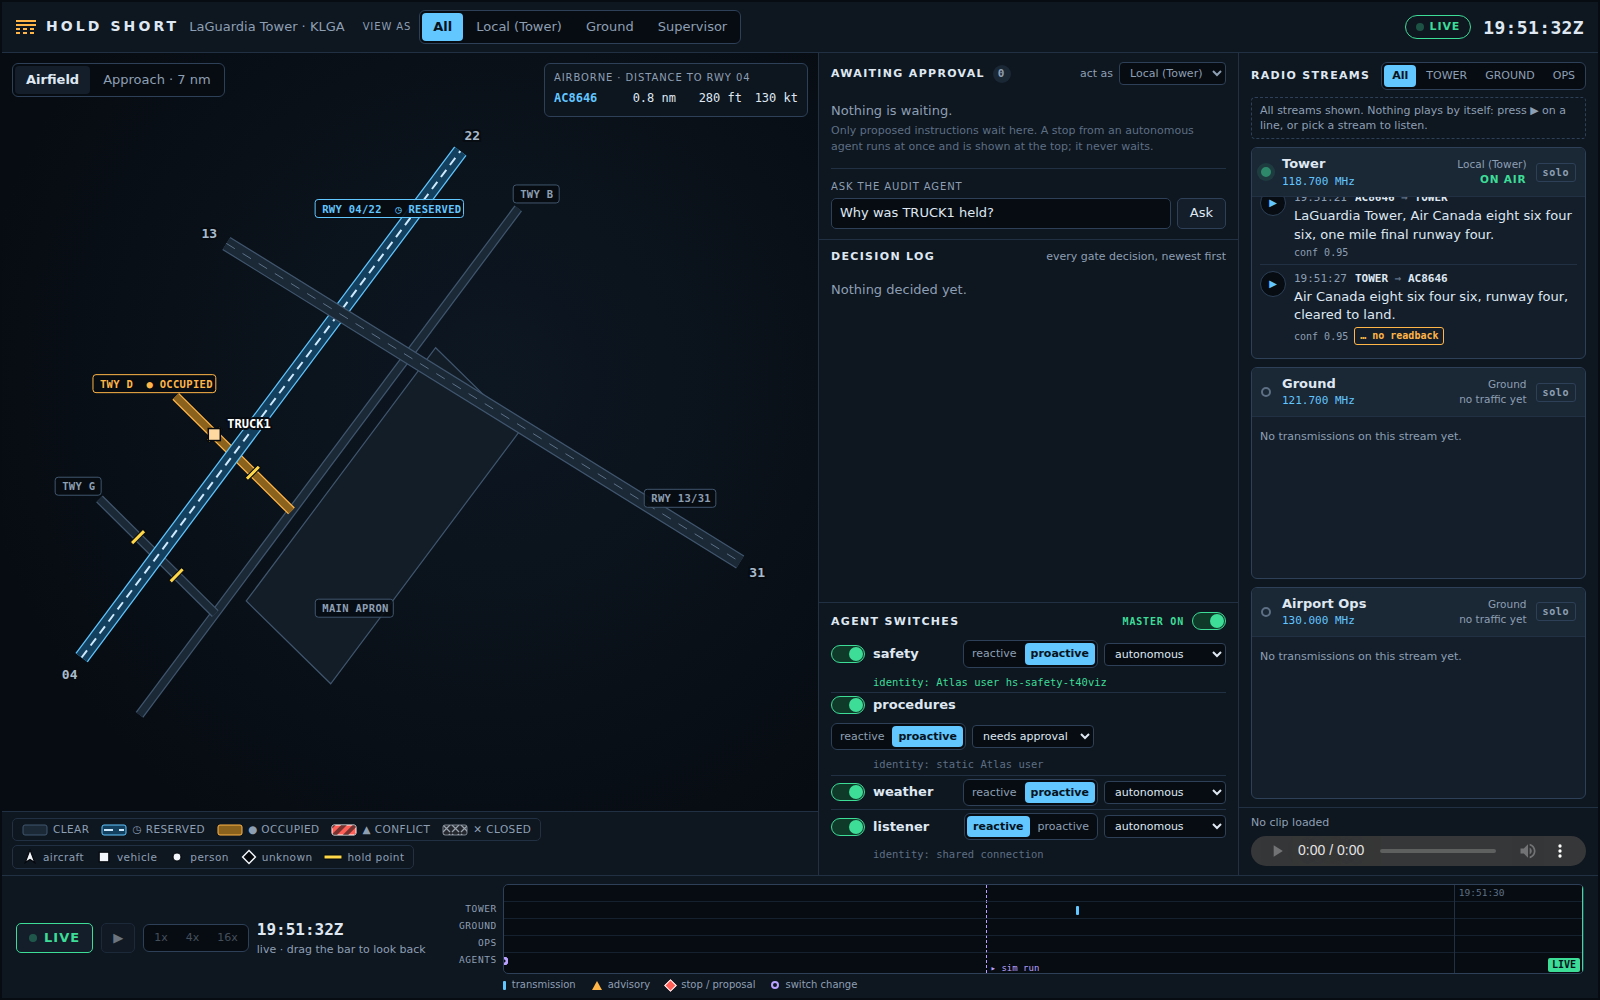 HOLD SHORT LaGuardia Tower · KLGA VIEW AS All Local (Tower) Ground Supervisor LIVE 19:51:32Z
Airfield Approach · 7 nm
AIRBORNE · DISTANCE TO RWY 04
AC8646 0.8 nm 280 ft 130 kt
22
TWY B
RWY 04/22 ◷ RESERVED
13
TWY D ● OCCUPIED
TRUCK1
TWY G
RWY 13/31
31
MAIN APRON
04
CLEAR ◷ RESERVED ● OCCUPIED ▲ CONFLICT ✕ CLOSED
aircraft vehicle person unknown hold point
AWAITING APPROVAL 0 act as Local (Tower)
Nothing is waiting.
Only proposed instructions wait here. A stop from an autonomous
agent runs at once and is shown at the top; it never waits.
ASK THE AUDIT AGENT
Why was TRUCK1 held? Ask
DECISION LOG every gate decision, newest first
Nothing decided yet.
AGENT SWITCHES MASTER ON
safety reactive proactive autonomous
identity: Atlas user hs-safety-t40viz
procedures
reactive proactive needs approval
identity: static Atlas user
weather reactive proactive autonomous
listener reactive proactive autonomous
identity: shared connection
RADIO STREAMS All TOWER GROUND OPS
All streams shown. Nothing plays by itself: press ▶ on a
line, or pick a stream to listen.
Tower Local (Tower) solo
118.700 MHz ON AIR
19:51:21 AC8646 → TOWER
LaGuardia Tower, Air Canada eight six four
six, one mile final runway four.
conf 0.95
19:51:27 TOWER → AC8646
Air Canada eight six four six, runway four,
cleared to land.
conf 0.95 … no readback
Ground Ground solo
121.700 MHz no traffic yet
No transmissions on this stream yet.
Airport Ops Ground solo
130.000 MHz no traffic yet
No transmissions on this stream yet.
No clip loaded
0:00 / 0:00
LIVE ▶ 1x 4x 16x 19:51:32Z
live · drag the bar to look back
19:51:30
TOWER
GROUND
OPS
AGENTS
▸ sim run LIVE
transmission advisory stop / proposal switch change